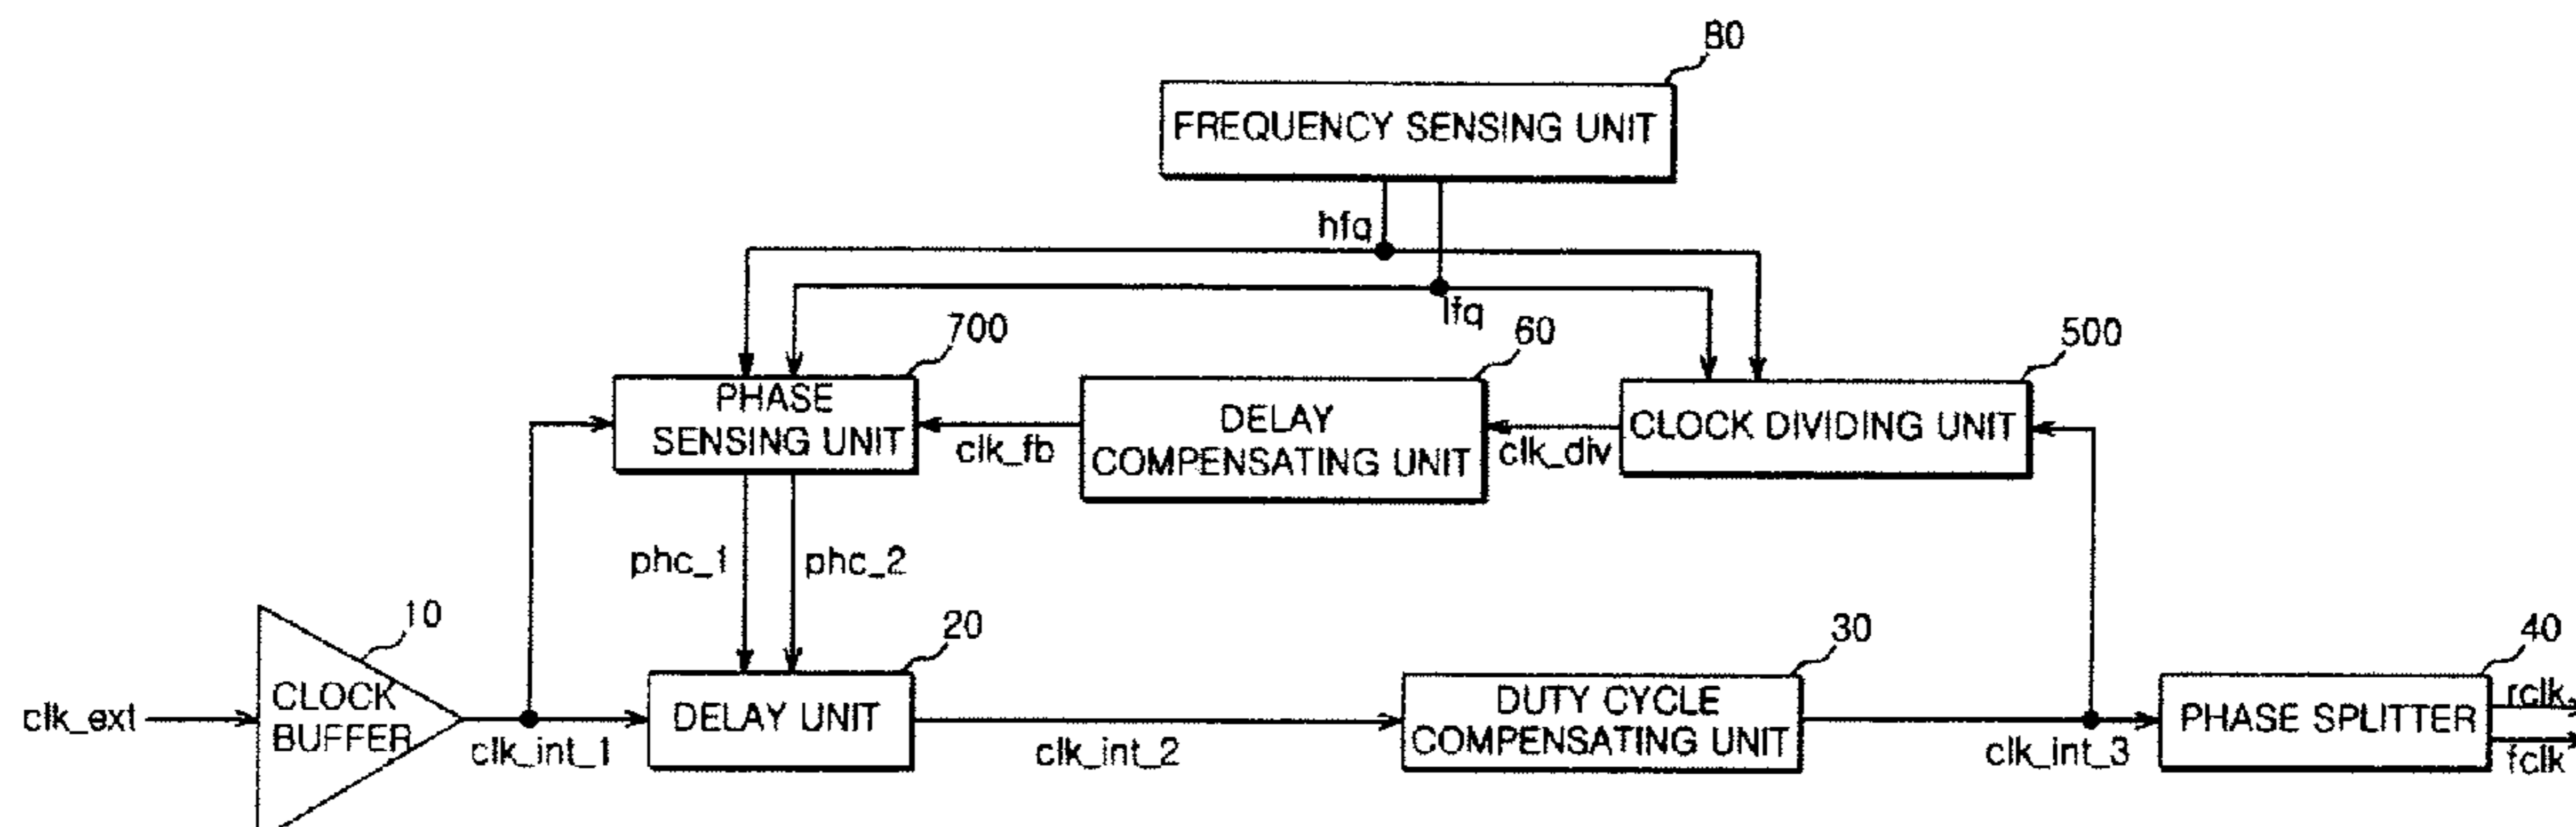 80
FREQUENCY SENSING UNIT
hfq
lfq
700
60
500
PHASE
SENSING UNIT
clk_fb
DELAY
COMPENSATING UNIT
clk_div
CLOCK DIVIDING UNIT
phc_1
phc_2
10
20
30
40
clk_ext
CLOCK
BUFFER
clk_int_1
DELAY UNIT
clk_int_2
DUTY CYCLE
COMPENSATING UNIT
clk_int_3
PHASE SPLITTER
rclk
fclk